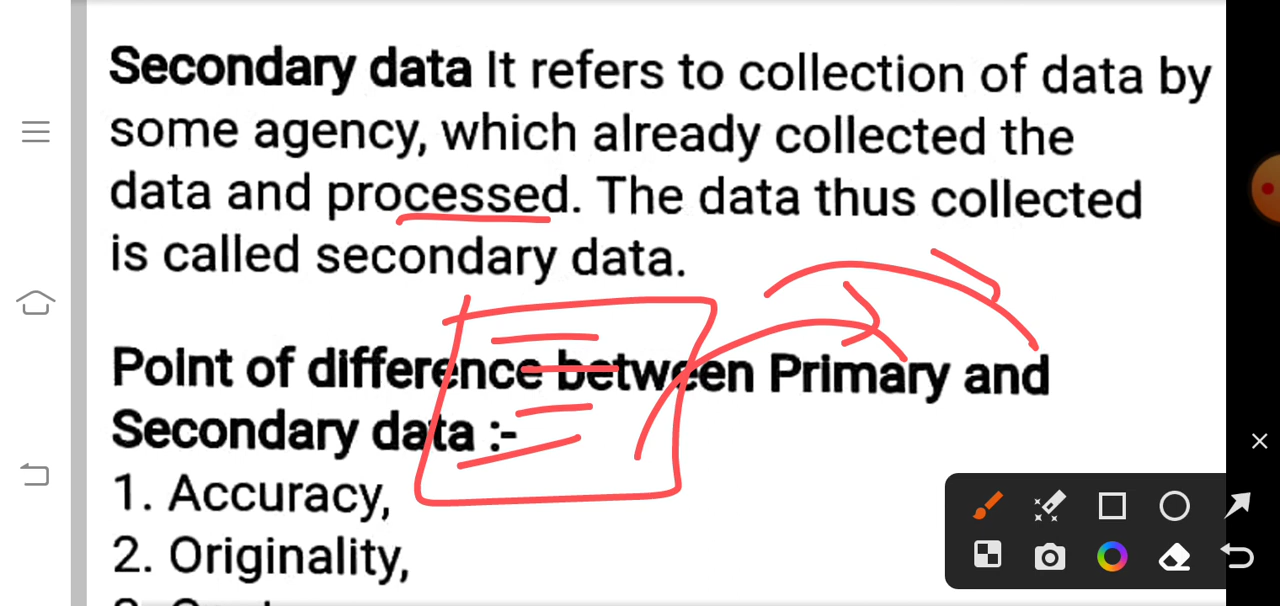 Secondary data It refers to collection of data by
some agency, which already collected the
data and processed. The data thus collected
is called secondary data.
Point of difference between Primary and
Secondary data :-
1. Accuracy,
2. Originality,